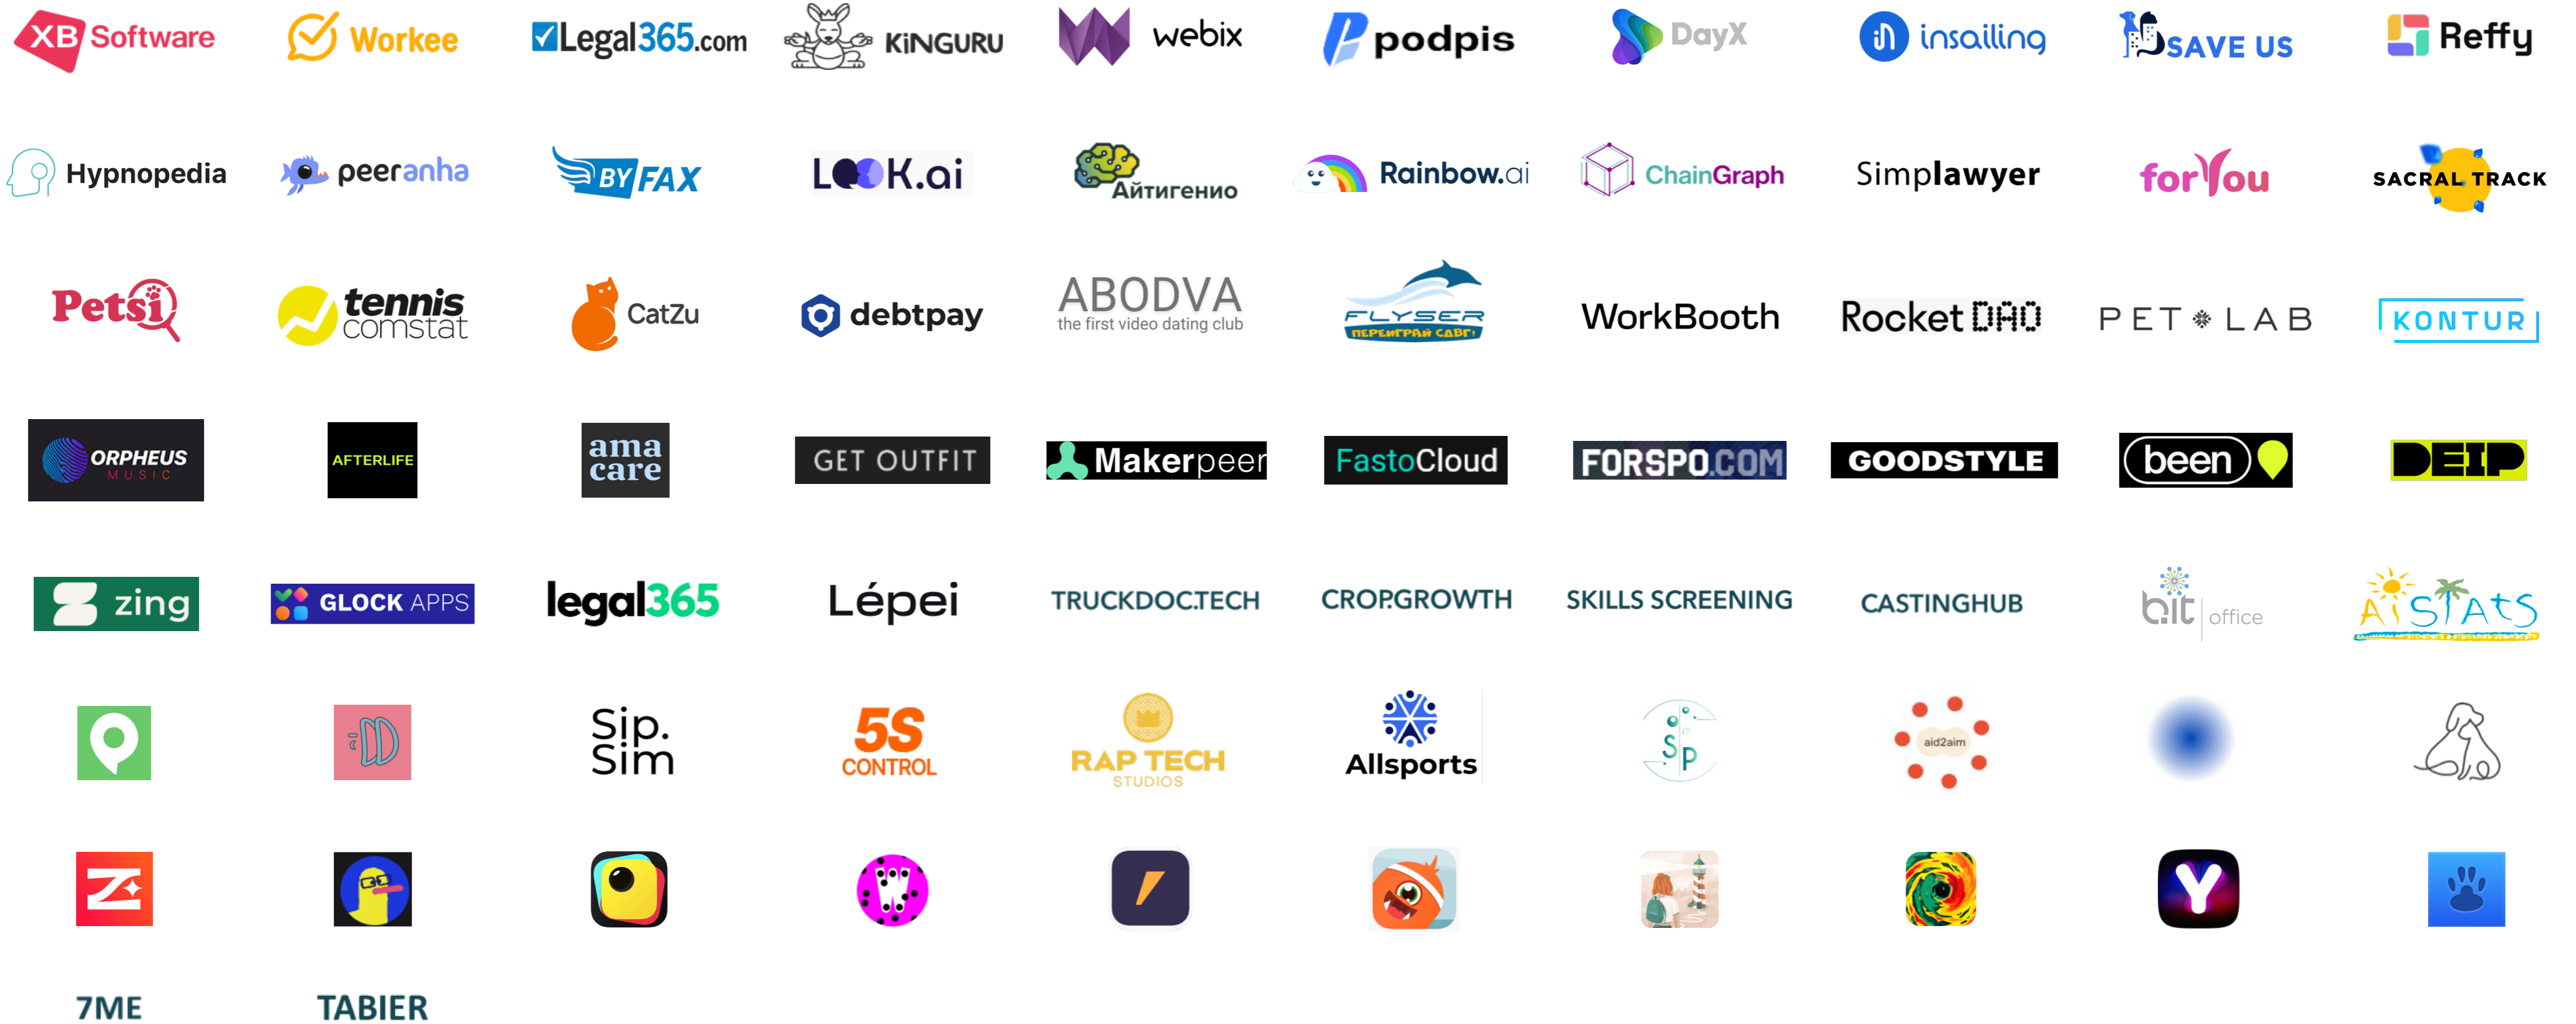 XB Software
Workee
Legal365.com
KiNGURU
webix
podpis
DayX
insailing
SAVE US
Reffy
Hypnopedia
peeranha
BY FAX
LOOK.ai
Айтигенио
Rainbow.ai
ChainGraph
Simplawyer
forYou
SACRAL TRACK
Petsi
tennis
comstat
CatZu
debtpay
ABODVA
the first video dating club
FLYSER
ПЕРЕИГРАЙ СДВГ!
WorkBooth
Rocket DAO
PET LAB
KONTUR
ORPHEUS
MUSIC
AFTERLIFE
ama
care
GET OUTFIT
Makerpeer
FastoCloud
FORSPO.COM
GOODSTYLE
been
DEIP
zing
GLOCK APPS
legal365
Lépei
TRUCKDOC.TECH
CROP.GROWTH
SKILLS SCREENING
CASTINGHUB
b.it office
AiSTAtS
Sip.
Sim
5S
CONTROL
RAP TECH
STUDIOS
Allsports
S P
aid2aim
Z
W
Y
7ME
TABIER